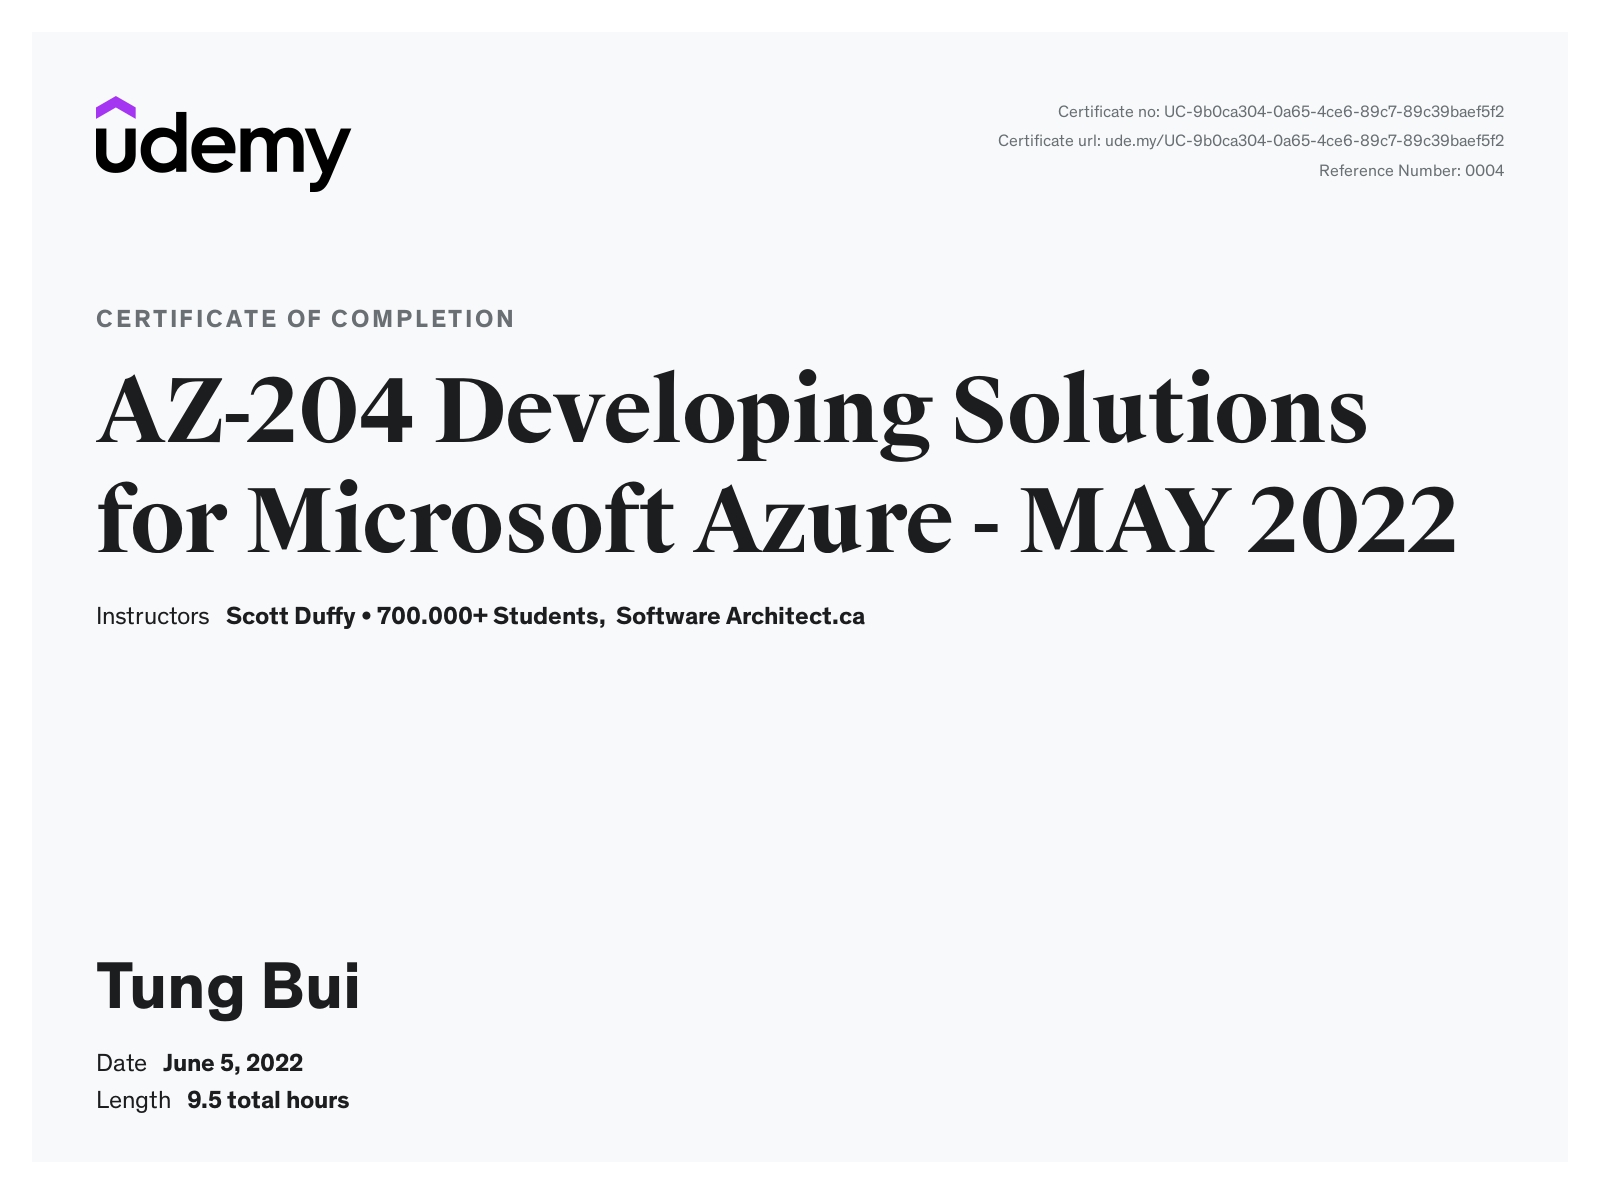 udemy
Certificate no: UC-9b0ca304-0a65-4ce6-89c7-89c39baef5f2
Certificate url: ude.my/UC-9b0ca304-0a65-4ce6-89c7-89c39baef5f2
Reference Number: 0004
CERTIFICATE OF COMPLETION
AZ-204 Developing Solutions
for Microsoft Azure - MAY 2022
Instructors Scott Duffy • 700.000+ Students, Software Architect.ca
Tung Bui
Date June 5, 2022
Length 9.5 total hours